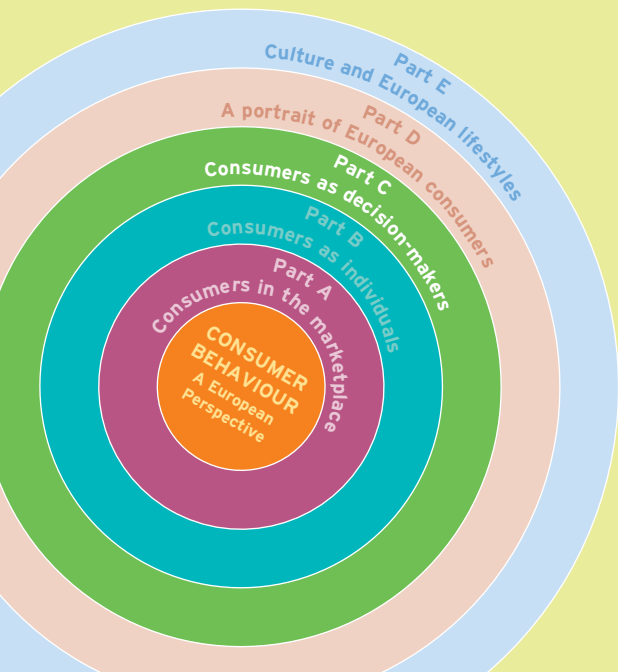 Part E
Culture and European lifestyles
Part D
A portrait of European consumers
Part C
Consumers as decision-makers
Part B
Consumers as individuals
Part A
Consumers in the marketplace
CONSUMER
BEHAVIOUR
A European
Perspective